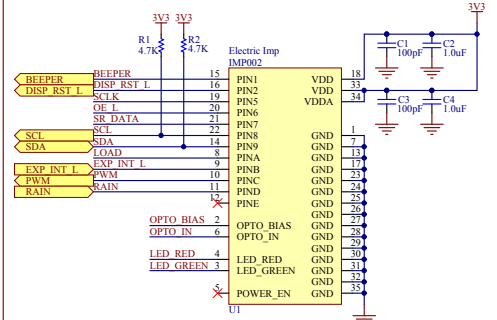 3V3
3V3
3V3
R1
4.7K
R2
4.7K
C1
100pF
C2
1.0uF
C3
100pF
C4
1.0uF
Electric Imp
IMP002
BEEPER BEEPER 15 PIN1 VDD 18
DISP_RST_L DISP_RST_L 16 PIN2 VDD 33
SCLK 19 PIN5 VDDA 34
OE_L 20 PIN6
SR_DATA 21 PIN7
SCL SCL 22 PIN8 GND 1
SDA SDA 14 PIN9 GND 7
LOAD 8 PINA GND 13
EXP_INT_L EXP_INT_L 9 PINB GND 17
PWM PWM 10 PINC GND 23
RAIN RAIN 11 PIND GND 24
12 PINE GND 25
GND 26
OPTO_BIAS 2 OPTO_BIAS GND 27
OPTO_IN 6 OPTO_IN GND 28
GND 29
LED_RED 4 LED_RED GND 30
LED_GREEN 3 LED_GREEN GND 31
GND 32
5 POWER_EN GND 35
U1